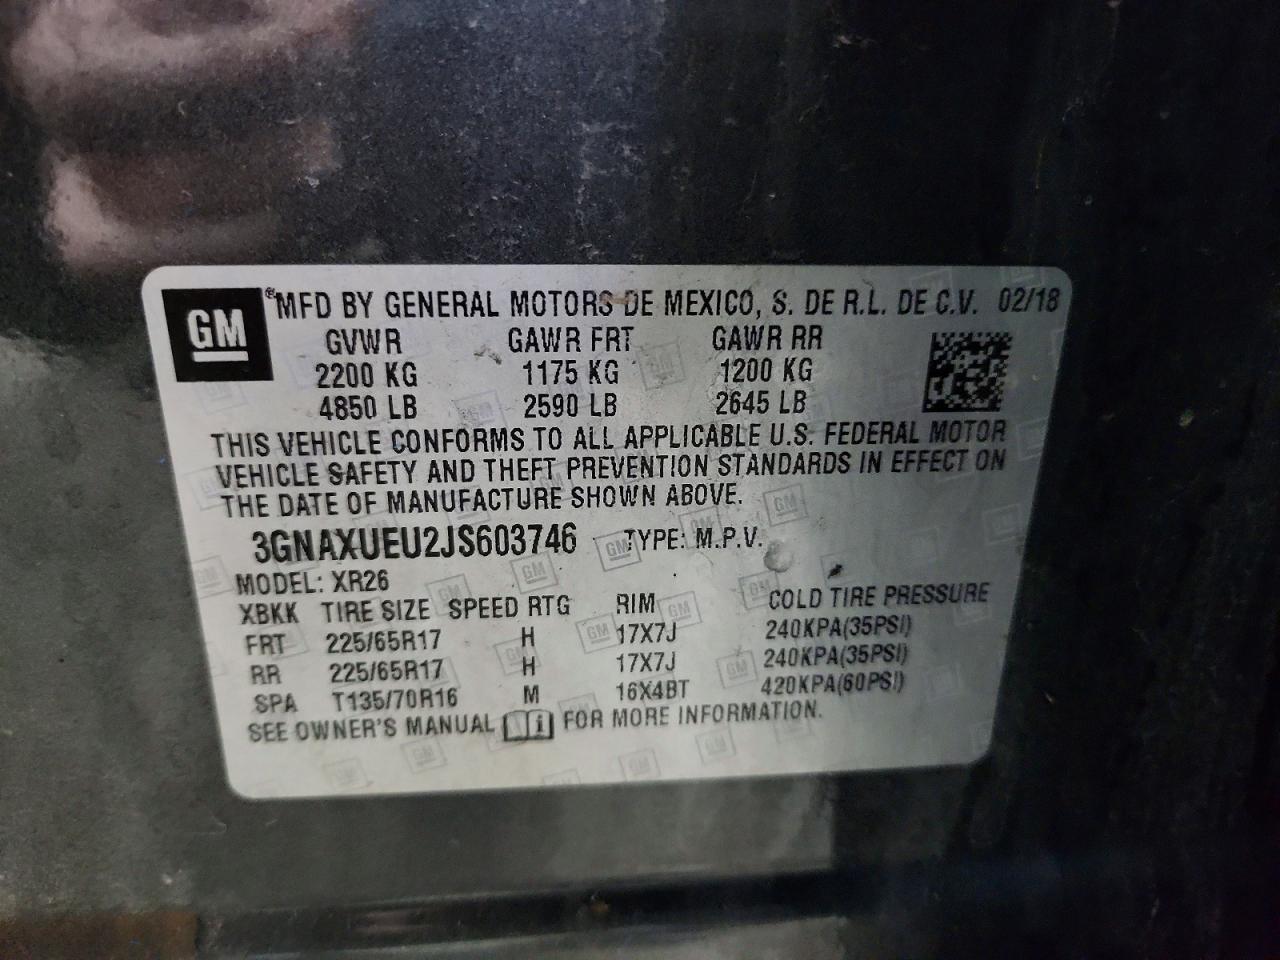 GM ® MFD BY GENERAL MOTORS DE MEXICO, S. DE R.L. DE C.V. 02/18
GVWR GAWR FRT GAWR RR
2200 KG 1175 KG 1200 KG
4850 LB 2590 LB 2645 LB
THIS VEHICLE CONFORMS TO ALL APPLICABLE U.S. FEDERAL MOTOR
VEHICLE SAFETY AND THEFT PREVENTION STANDARDS IN EFFECT ON
THE DATE OF MANUFACTURE SHOWN ABOVE.
3GNAXUEU2JS603746 TYPE: M.P.V.
MODEL: XR26
XBKK TIRE SIZE SPEED RTG RIM COLD TIRE PRESSURE
FRT 225/65R17 H 17X7J 240KPA(35PSI)
RR 225/65R17 H 17X7J 240KPA(35PSI)
SPA T135/70R16 M 16X4BT 420KPA(60PSI)
SEE OWNER'S MANUAL FOR MORE INFORMATION.